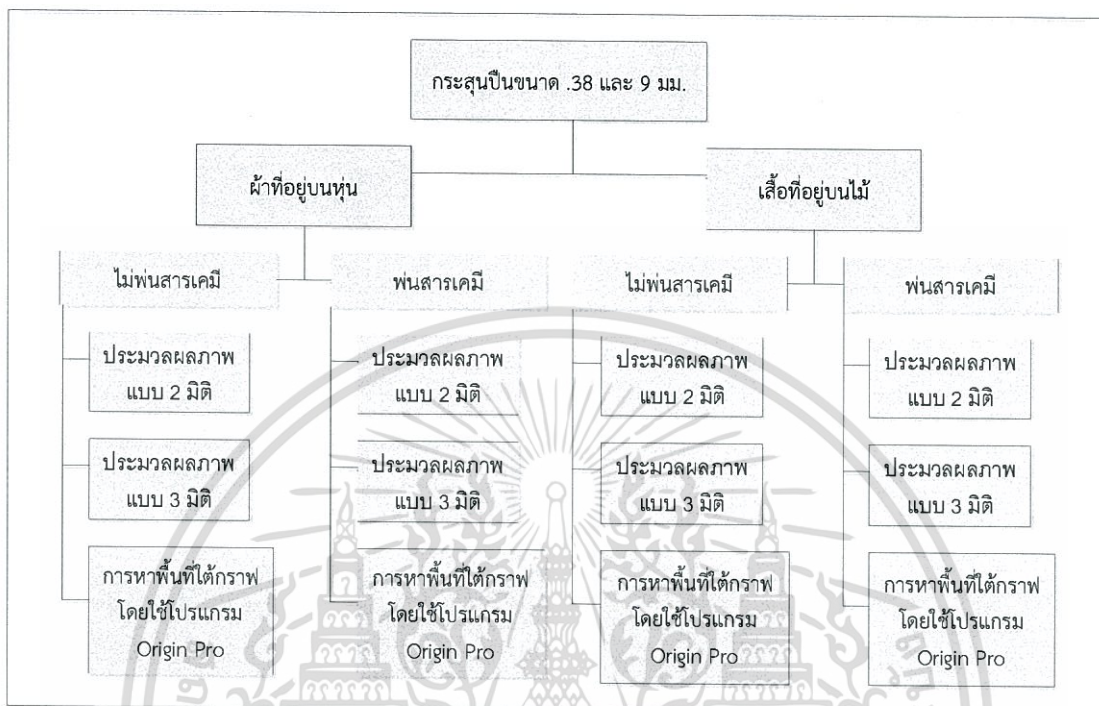 กระสุนปืนขนาด .38 และ 9 มม.
ผ้าที่อยู่บนหุ่น
เสื้อที่อยู่บนไม้
ไม่พ่นสารเคมี
พ่นสารเคมี
ไม่พ่นสารเคมี
พ่นสารเคมี
ประมวลผลภาพ
แบบ 2 มิติ
ประมวลผลภาพ
แบบ 2 มิติ
ประมวลผลภาพ
แบบ 2 มิติ
ประมวลผลภาพ
แบบ 2 มิติ
ประมวลผลภาพ
แบบ 3 มิติ
ประมวลผลภาพ
แบบ 3 มิติ
ประมวลผลภาพ
แบบ 3 มิติ
ประมวลผลภาพ
แบบ 3 มิติ
การหาพื้นที่ใต้กราฟ
โดยใช้โปรแกรม
Origin Pro
การหาพื้นที่ใต้กราฟ
โดยใช้โปรแกรม
Origin Pro
การหาพื้นที่ใต้กราฟ
โดยใช้โปรแกรม
Origin Pro
การหาพื้นที่ใต้กราฟ
โดยใช้โปรแกรม
Origin Pro